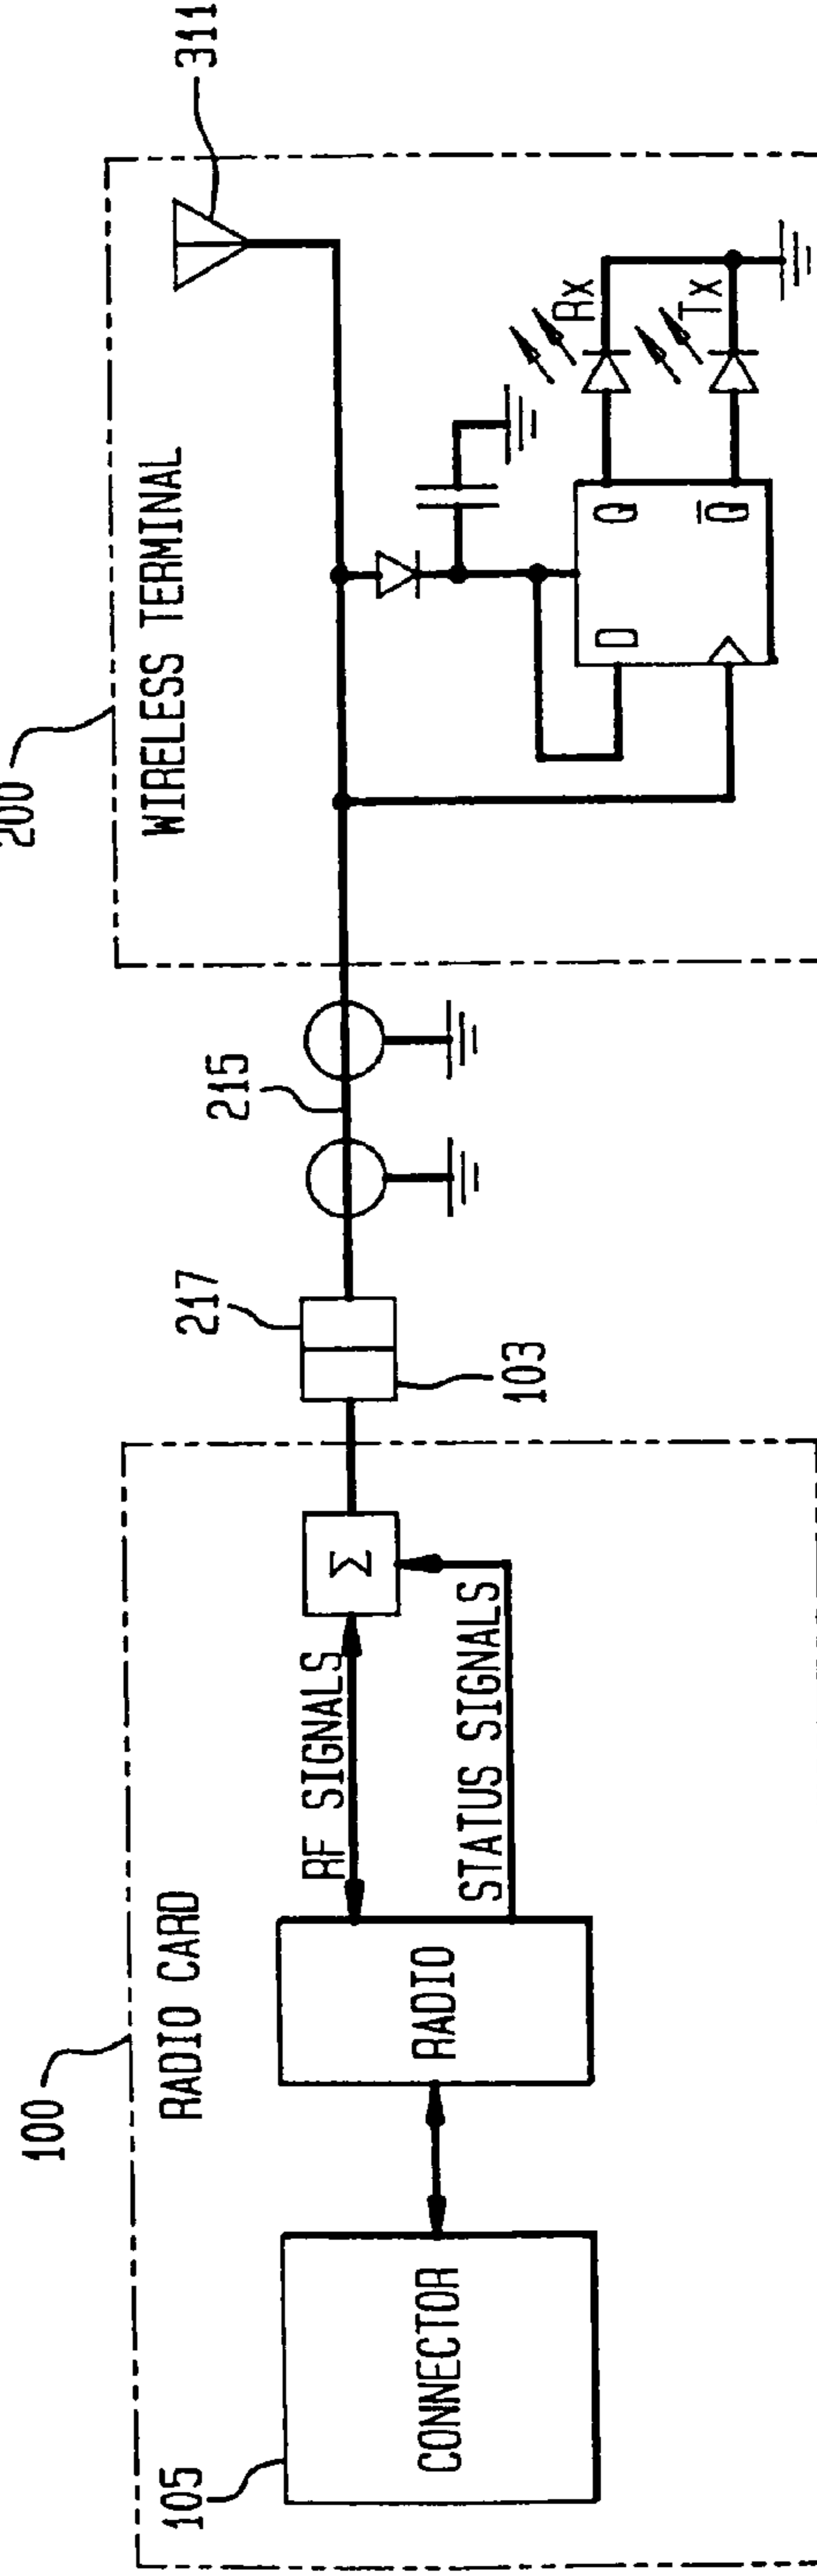 100
RADIO CARD
105
CONNECTOR
RADIO
RF SIGNALS
STATUS SIGNALS
Σ
217
103
215
200
WIRELESS TERMINAL
311
D
Q
Q̅
Rx
Tx